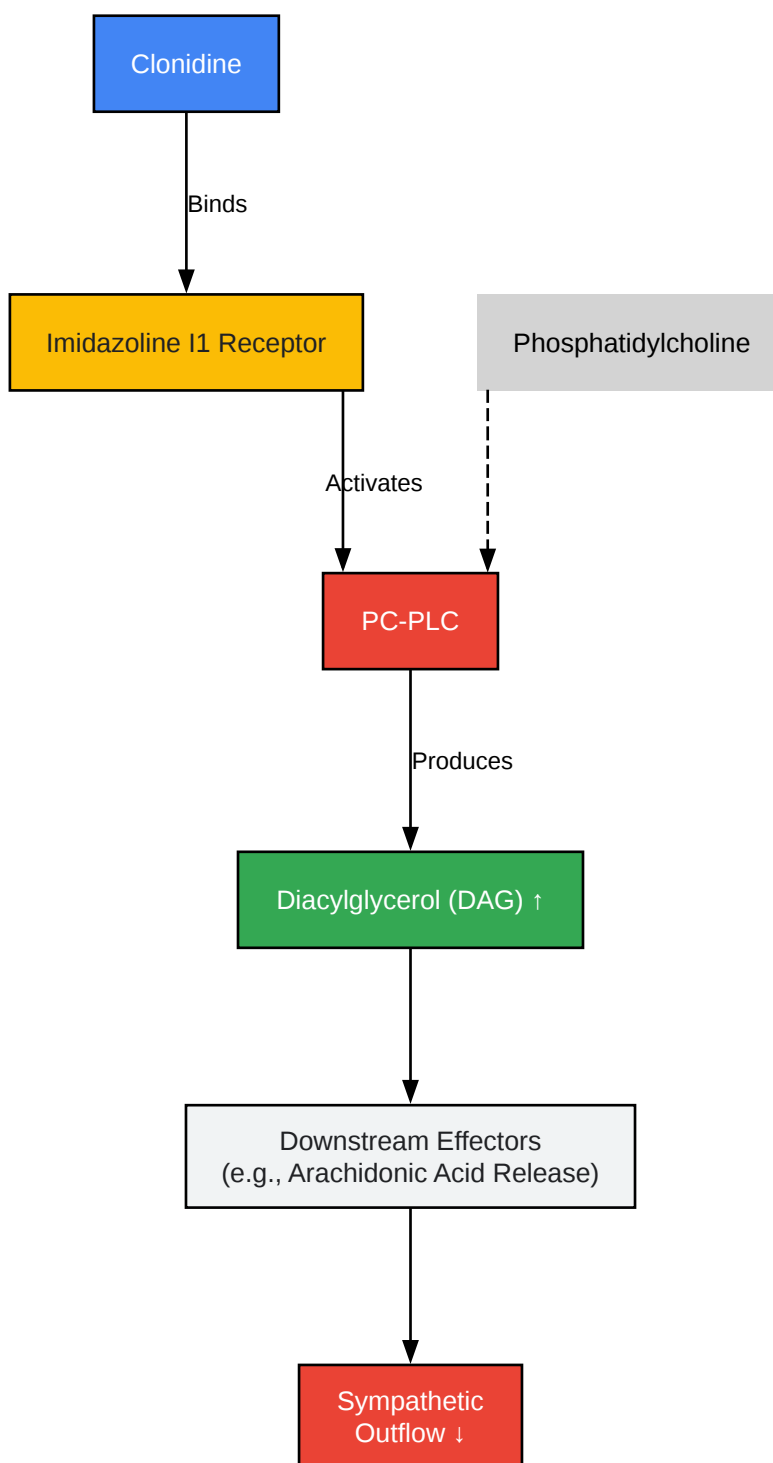 Clonidine
Binds
Imidazoline I1 Receptor
Phosphatidylcholine
Activates
PC-PLC
Produces
Diacylglycerol (DAG) ↑
Downstream Effectors
(e.g., Arachidonic Acid Release)
Sympathetic
Outflow ↓